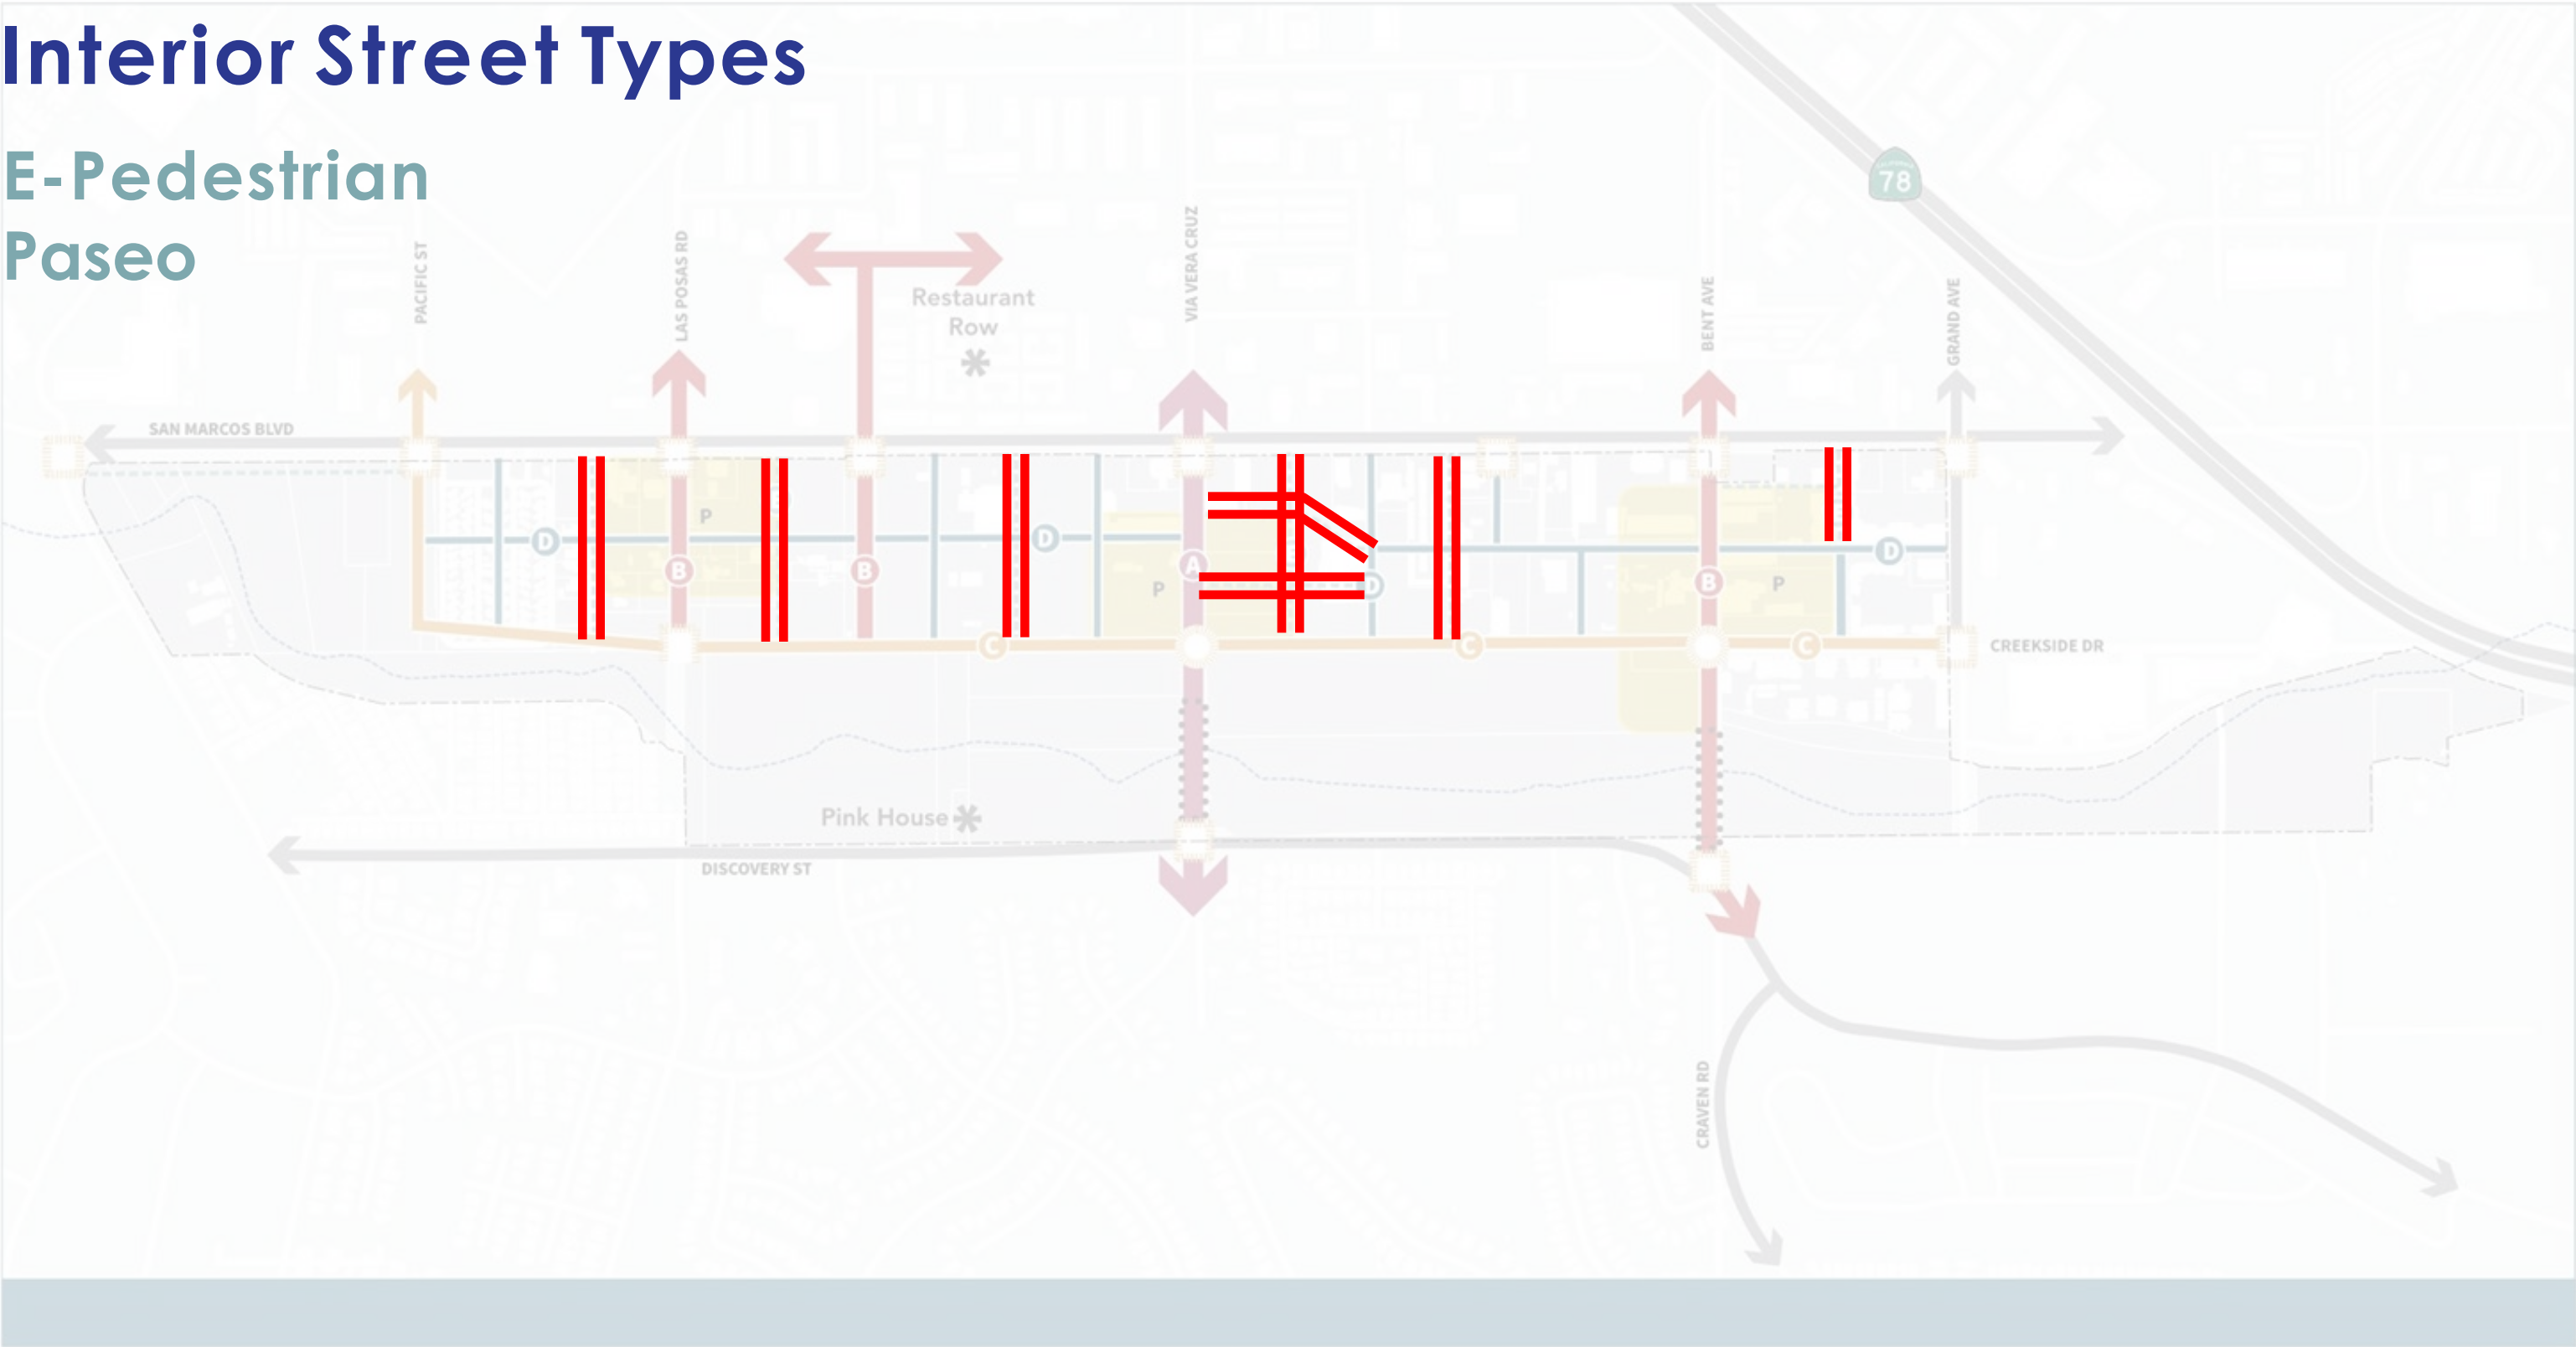 Interior Street Types
E-Pedestrian
Paseo
78
PACIFIC ST
LAS POSAS RD
VIA VERA CRUZ
BENT AVE
GRAND AVE
Restaurant
Row
SAN MARCOS BLVD
P
D
D
D
B
B
A
P
D
B
P
C
C
C
CREEKSIDE DR
Pink House
DISCOVERY ST
CRAVEN RD